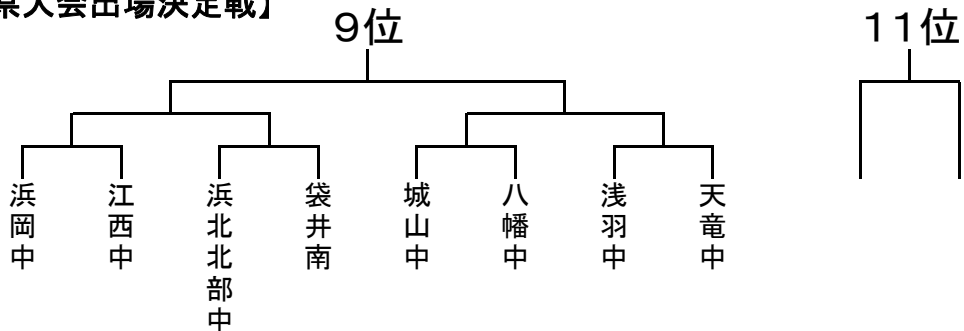 県大会出場決定戦】
9位
11位
浜岡中
江西中
浜北北部中
袋井南
城山中
八幡中
浅羽中
天竜中